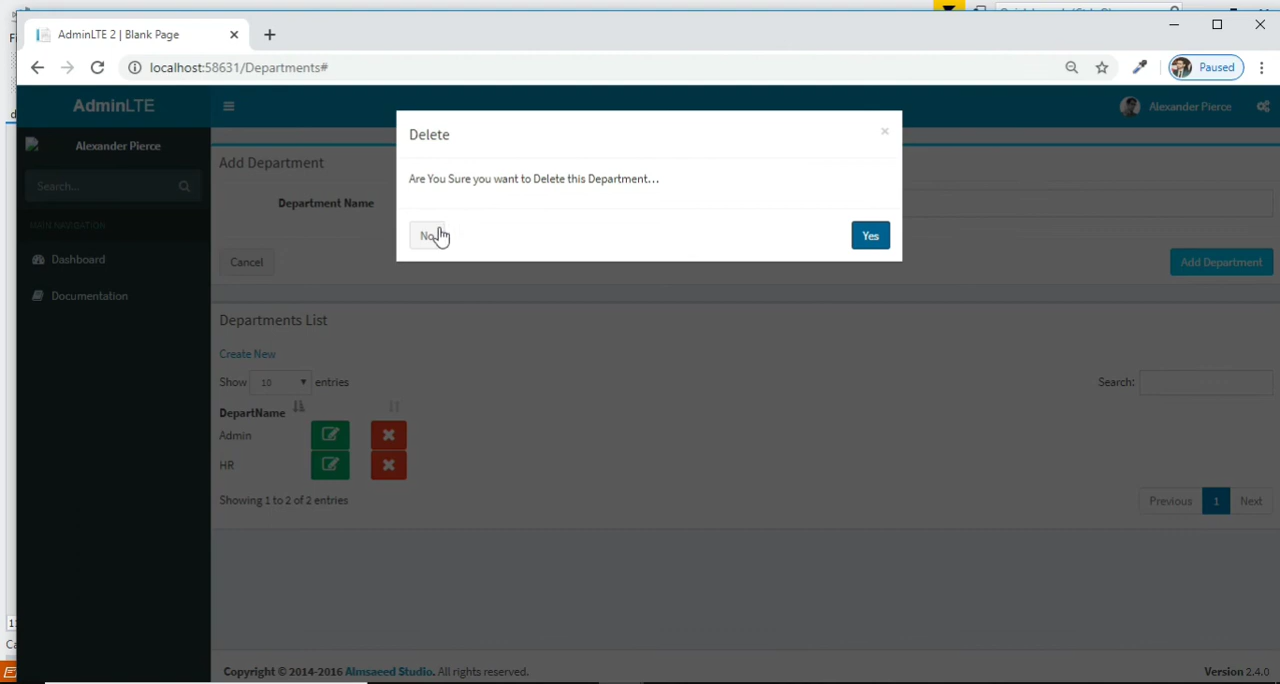 AdminLTE 2 | Blank Page
localhost:58631/Departments#
Paused
AdminLTE
Alexander Pierce
Alexander Pierce
Search...
MAIN NAVIGATION
Dashboard
Documentation
Delete
×
Are You Sure you want to Delete this Department...
No
Yes
Add Department
Department Name
Cancel
Add Department
Departments List
Create New
Show 10 entries
Search:
DepartName
Admin
HR
Showing 1 to 2 of 2 entries
Previous 1 Next
Copyright © 2014-2016 Almsaeed Studio. All rights reserved.
Version 2.4.0